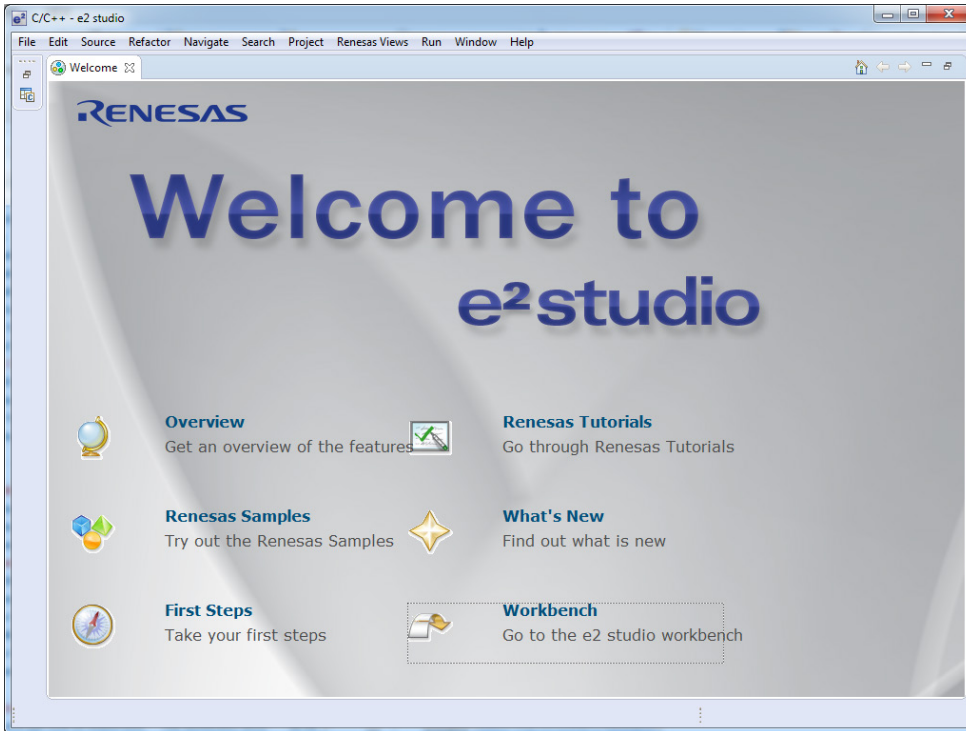 C/C++ - e2 studio
File Edit Source Refactor Navigate Search Project Renesas Views Run Window Help
Welcome
RENESAS
Welcome to
e² studio
Overview
Get an overview of the features
Renesas Tutorials
Go through Renesas Tutorials
Renesas Samples
Try out the Renesas Samples
What's New
Find out what is new
First Steps
Take your first steps
Workbench
Go to the e2 studio workbench